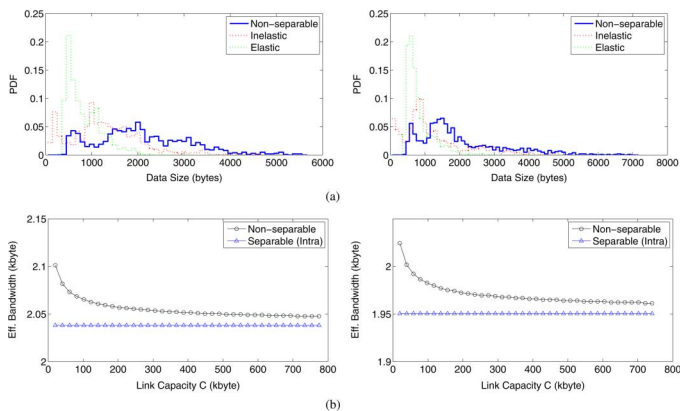 0.25
0.2
0.15
0.1
0.05
0
PDF
Non-separable
Inelastic
Elastic
0 1000 2000 3000 4000 5000 6000
Data Size (bytes)
0.25
0.2
0.15
0.1
0.05
0
PDF
Non-separable
Inelastic
Elastic
0 1000 2000 3000 4000 5000 6000 7000 8000
Data Size (bytes)
(a)
2.15
2.1
2.05
2
Eff. Bandwidth (kbyte)
Non-separable
Separable (Intra)
0 100 200 300 400 500 600 700 800
Link Capacity C (kbyte)
2.05
2
1.95
1.9
Eff. Bandwidth (kbyte)
Non-separable
Separable (Intra)
0 100 200 300 400 500 600 700 800
Link Capacity C (kbyte)
(b)